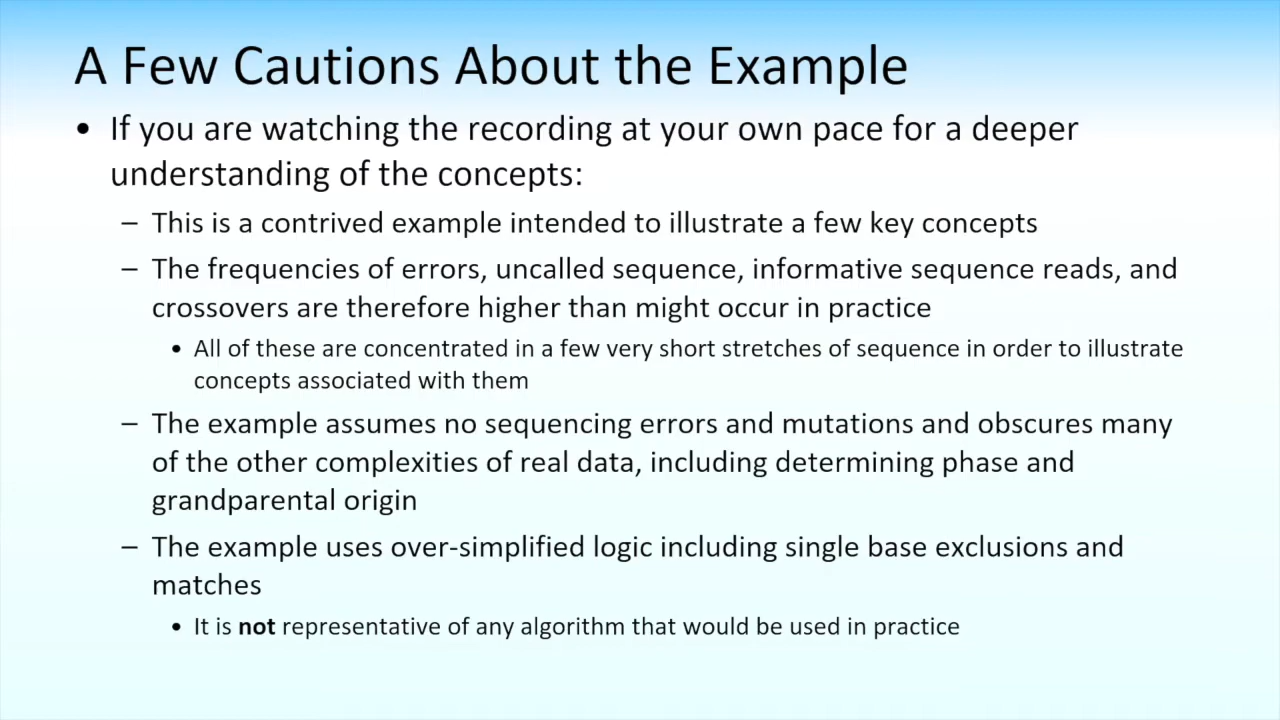 A Few Cautions About the Example
• If you are watching the recording at your own pace for a deeper
understanding of the concepts:
– This is a contrived example intended to illustrate a few key concepts
– The frequencies of errors, uncalled sequence, informative sequence reads, and
crossovers are therefore higher than might occur in practice
• All of these are concentrated in a few very short stretches of sequence in order to illustrate
concepts associated with them
– The example assumes no sequencing errors and mutations and obscures many
of the other complexities of real data, including determining phase and
grandparental origin
– The example uses over-simplified logic including single base exclusions and
matches
• It is not representative of any algorithm that would be used in practice